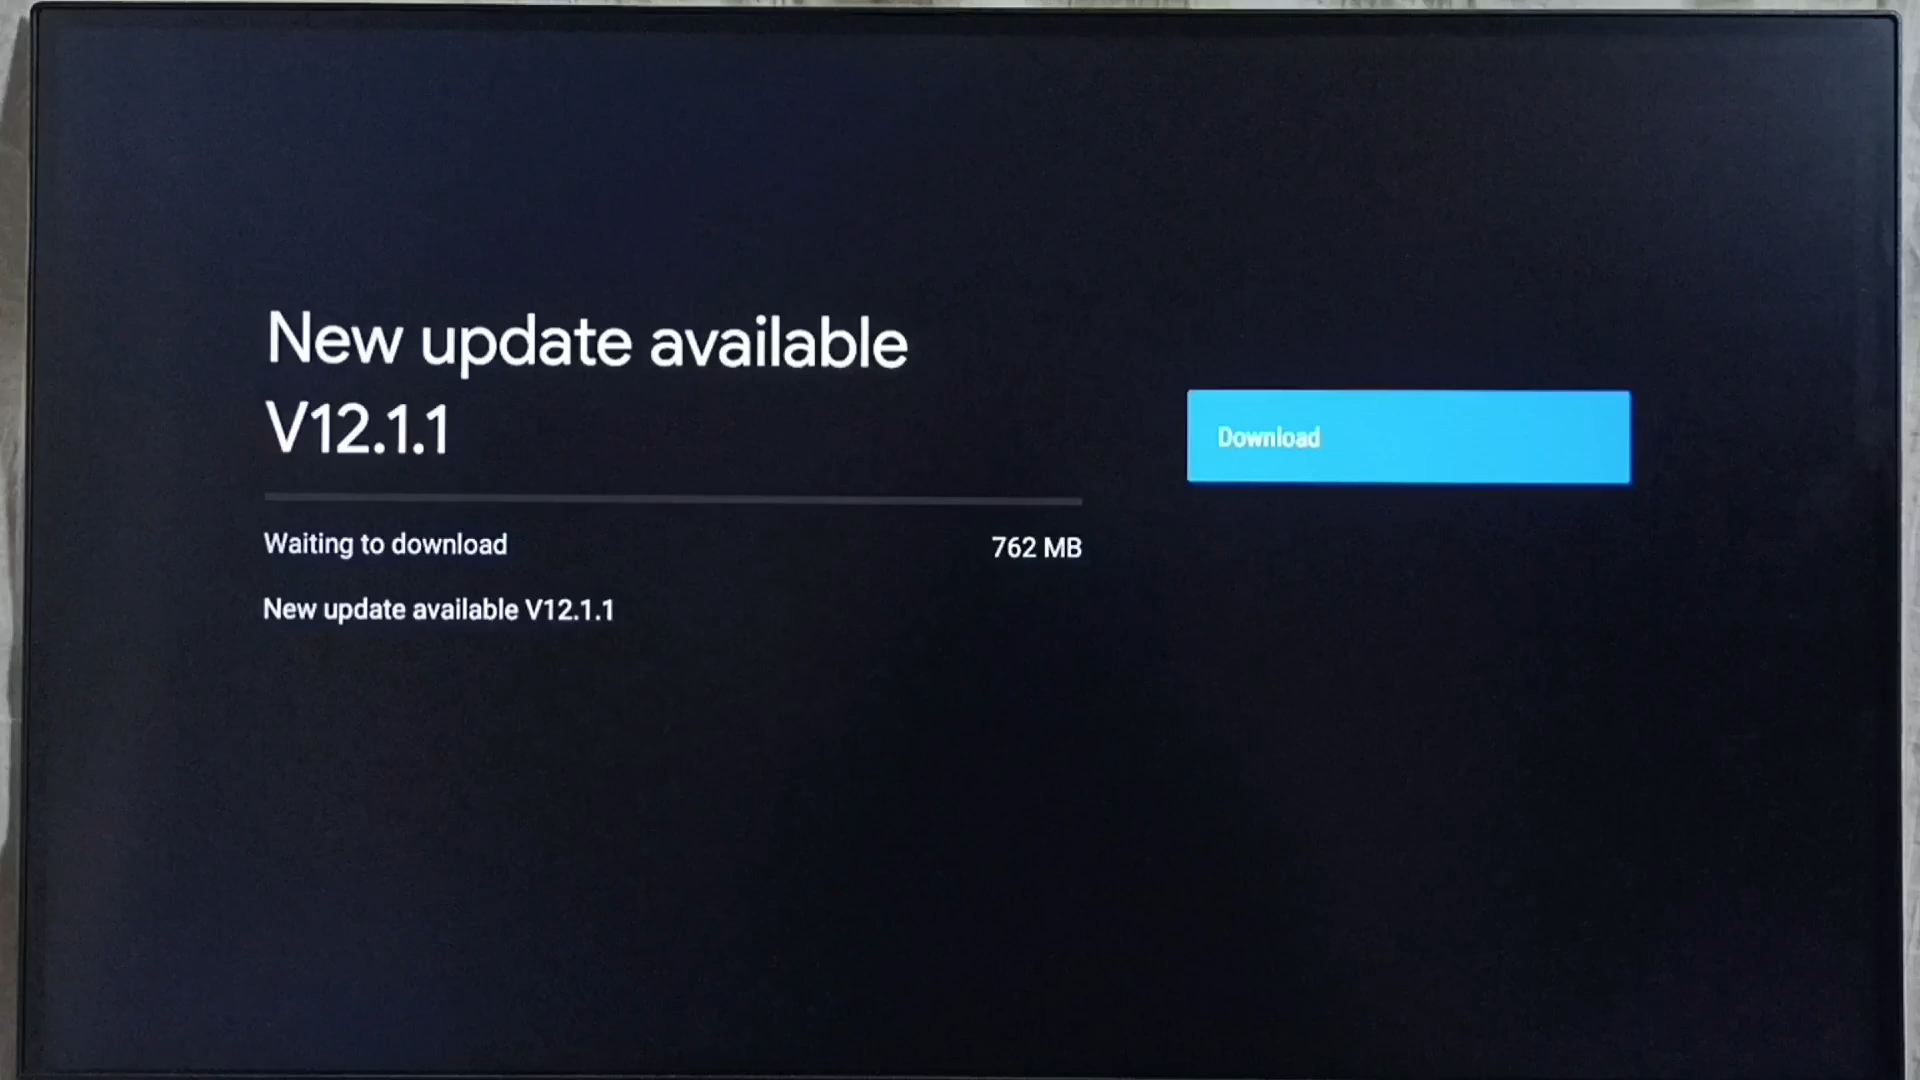 New update available
V12.1.1
Download
Waiting to download
762 MB
New update available V12.1.1